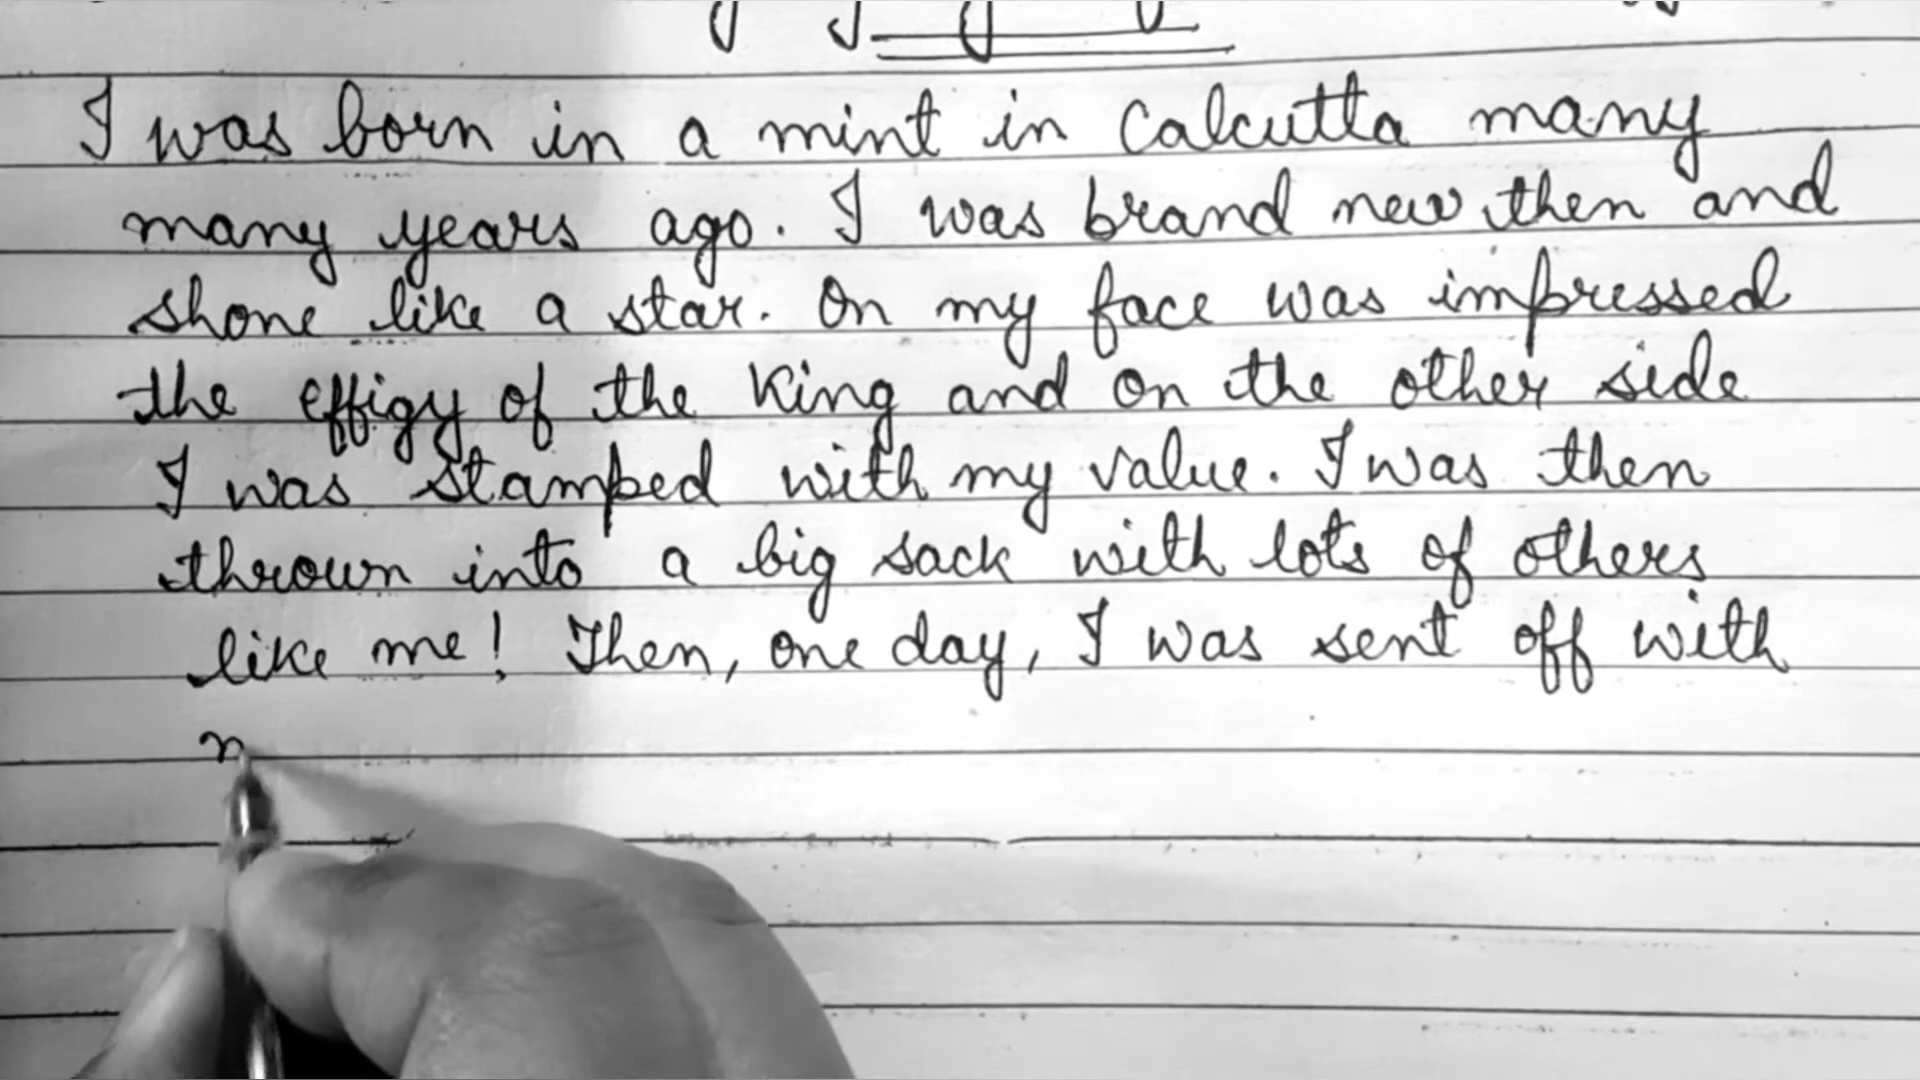 I was born in a mint in Calcutta many
many years ago. I was brand new then and
shone like a star. On my face was impressed
the effigy of the King and on the other side
I was stamped with my value. I was then
thrown into a big sack with lots of others
like me! Then, one day, I was sent off with